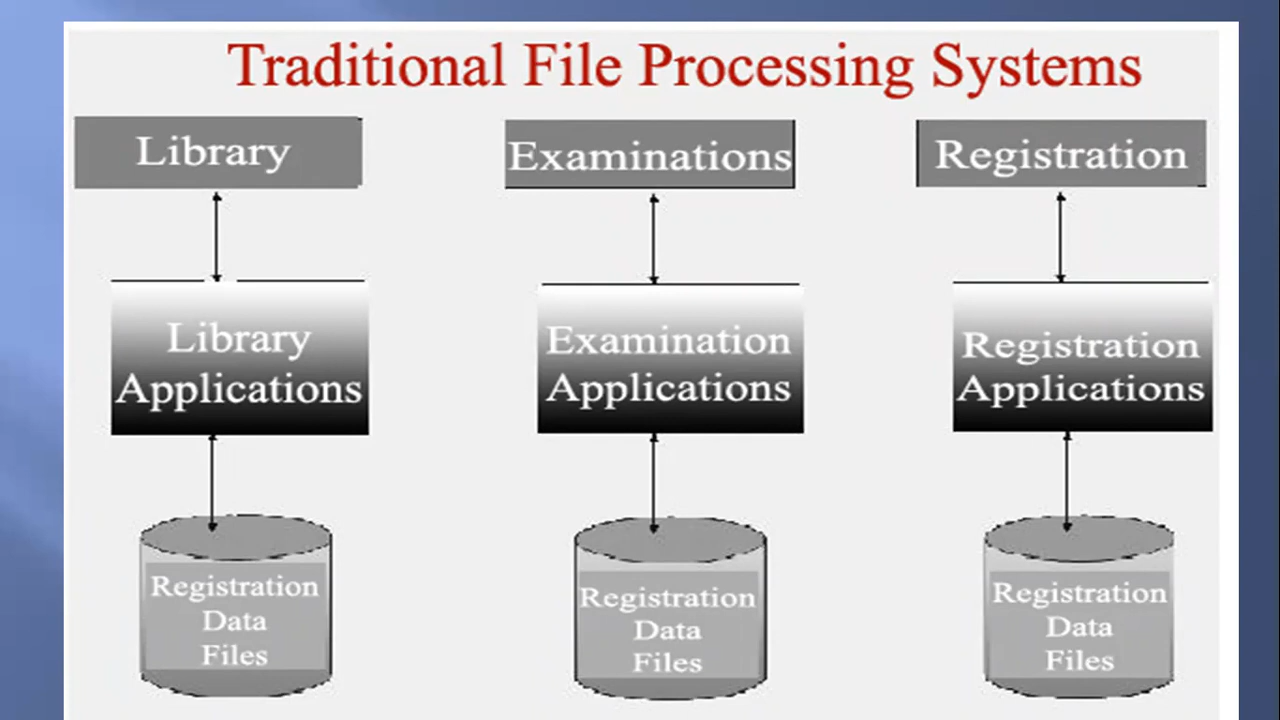 Traditional File Processing Systems
Library
Examinations
Registration
Library
Applications
Examination
Applications
Registration
Applications
Registration
Data
Files
Registration
Data
Files
Registration
Data
Files